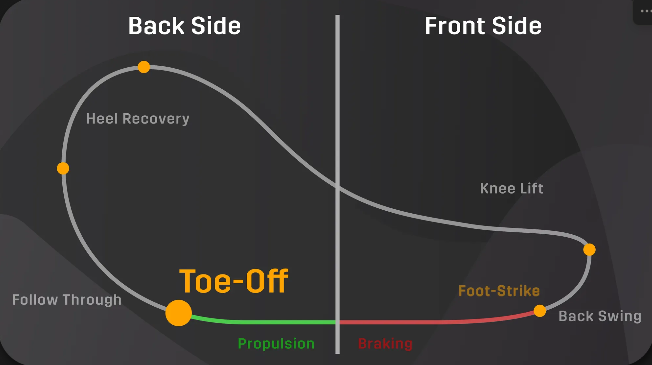 Back Side
Front Side
Heel Recovery
Knee Lift
Toe-Off
Foot-Strike
Follow Through
Back Swing
Propulsion
Braking